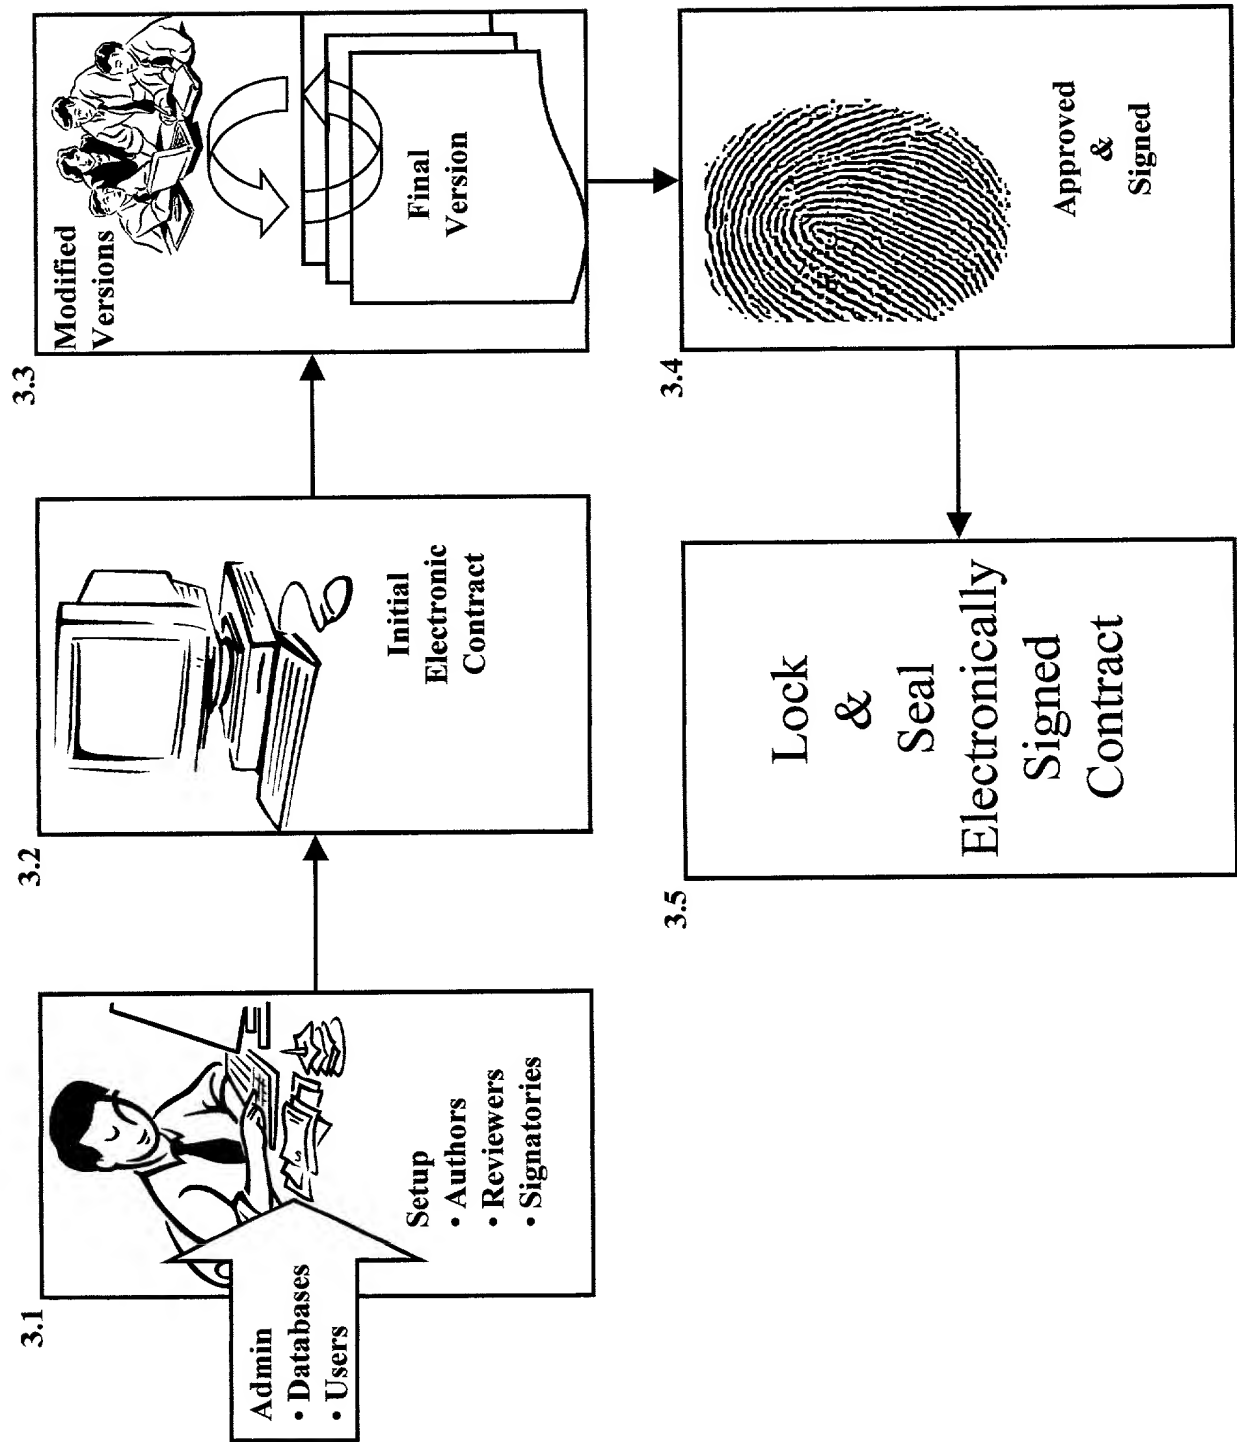 3.1
Admin
• Databases
• Users
Setup
• Authors
• Reviewers
• Signatories
3.2
Initial
Electronic
Contract
3.3
Modified
Versions
Final
Version
3.4
Approved
&
Signed
3.5
Lock
&
Seal
Electronically
Signed
Contract